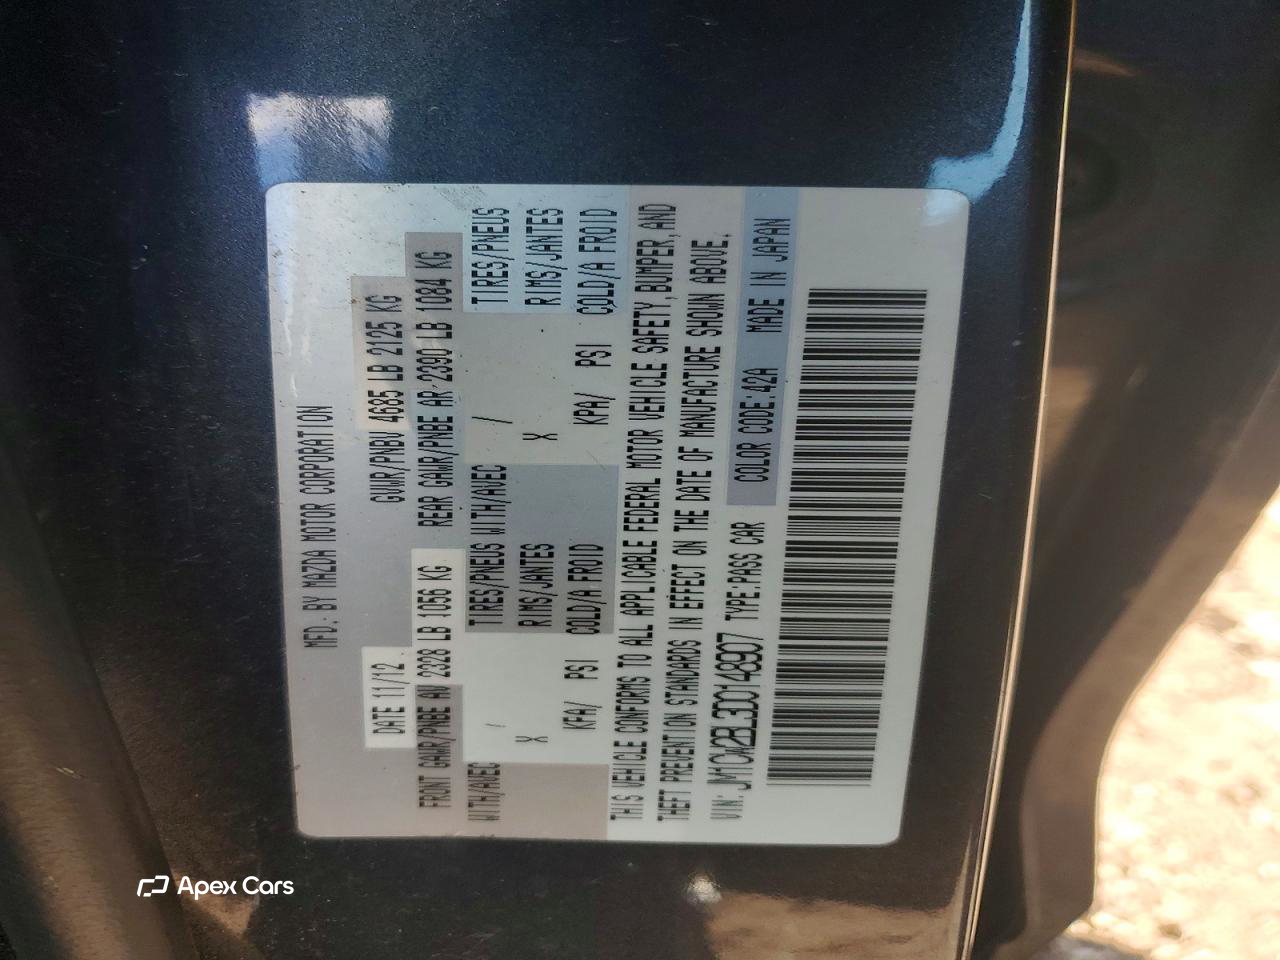 MFD. BY MAZDA MOTOR CORPORATION
DATE 11/12 GVWR/PNBV 4685 LB 2125 KG
FRONT GAWR/PNBE AV 2328 LB 1056 KG REAR GAWR/PNBE AR 2390 LB 1084 KG
WITH/AVEC / TIRES/PNEUS WITH/AVEC / TIRES/PNEUS
X RIMS/JANTES X RIMS/JANTES
KPA/ PSI COLD/A FROID KPA/ PSI COLD/A FROID
THIS VEHICLE CONFORMS TO ALL APPLICABLE FEDERAL MOTOR VEHICLE SAFETY, BUMPER, AND
THEFT PREVENTION STANDARDS IN EFFECT ON THE DATE OF MANUFACTURE SHOWN ABOVE.
VIN: JM1CW2BL3D0148907 TYPE:PASS CAR COLOR CODE:42A MADE IN JAPAN
Apex Cars